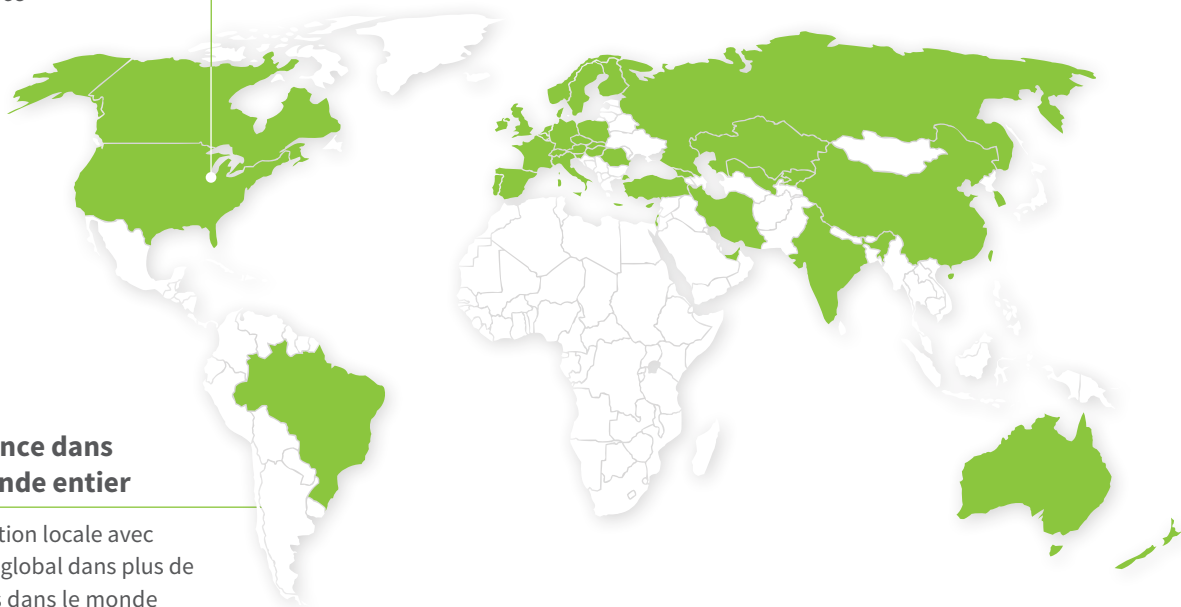 nce dans
nde entier
tion locale avec
global dans plus de
dans le monde